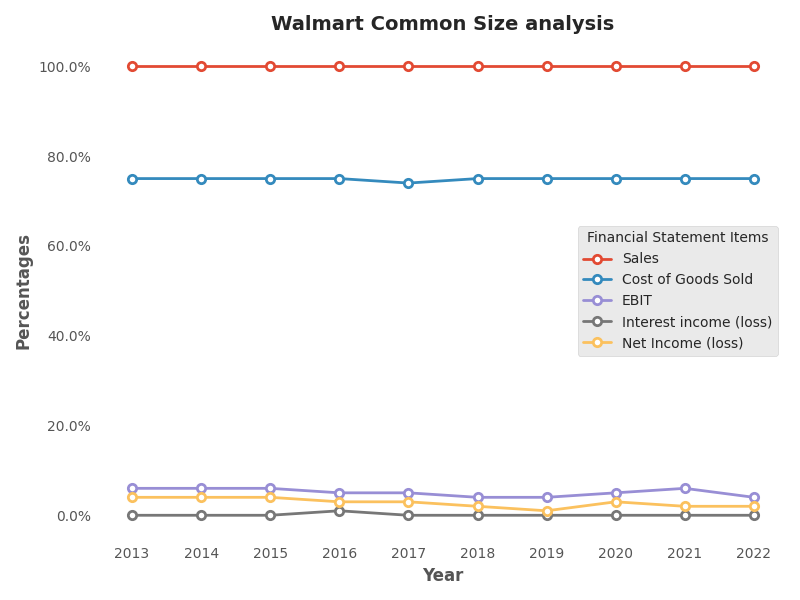 Walmart Common Size analysis
100.0%
80.0%
60.0%
40.0%
20.0%
0.0%
Percentages
Financial Statement Items
Sales
Cost of Goods Sold
EBIT
Interest income (loss)
Net Income (loss)
2013 2014 2015 2016 2017 2018 2019 2020 2021 2022
Year